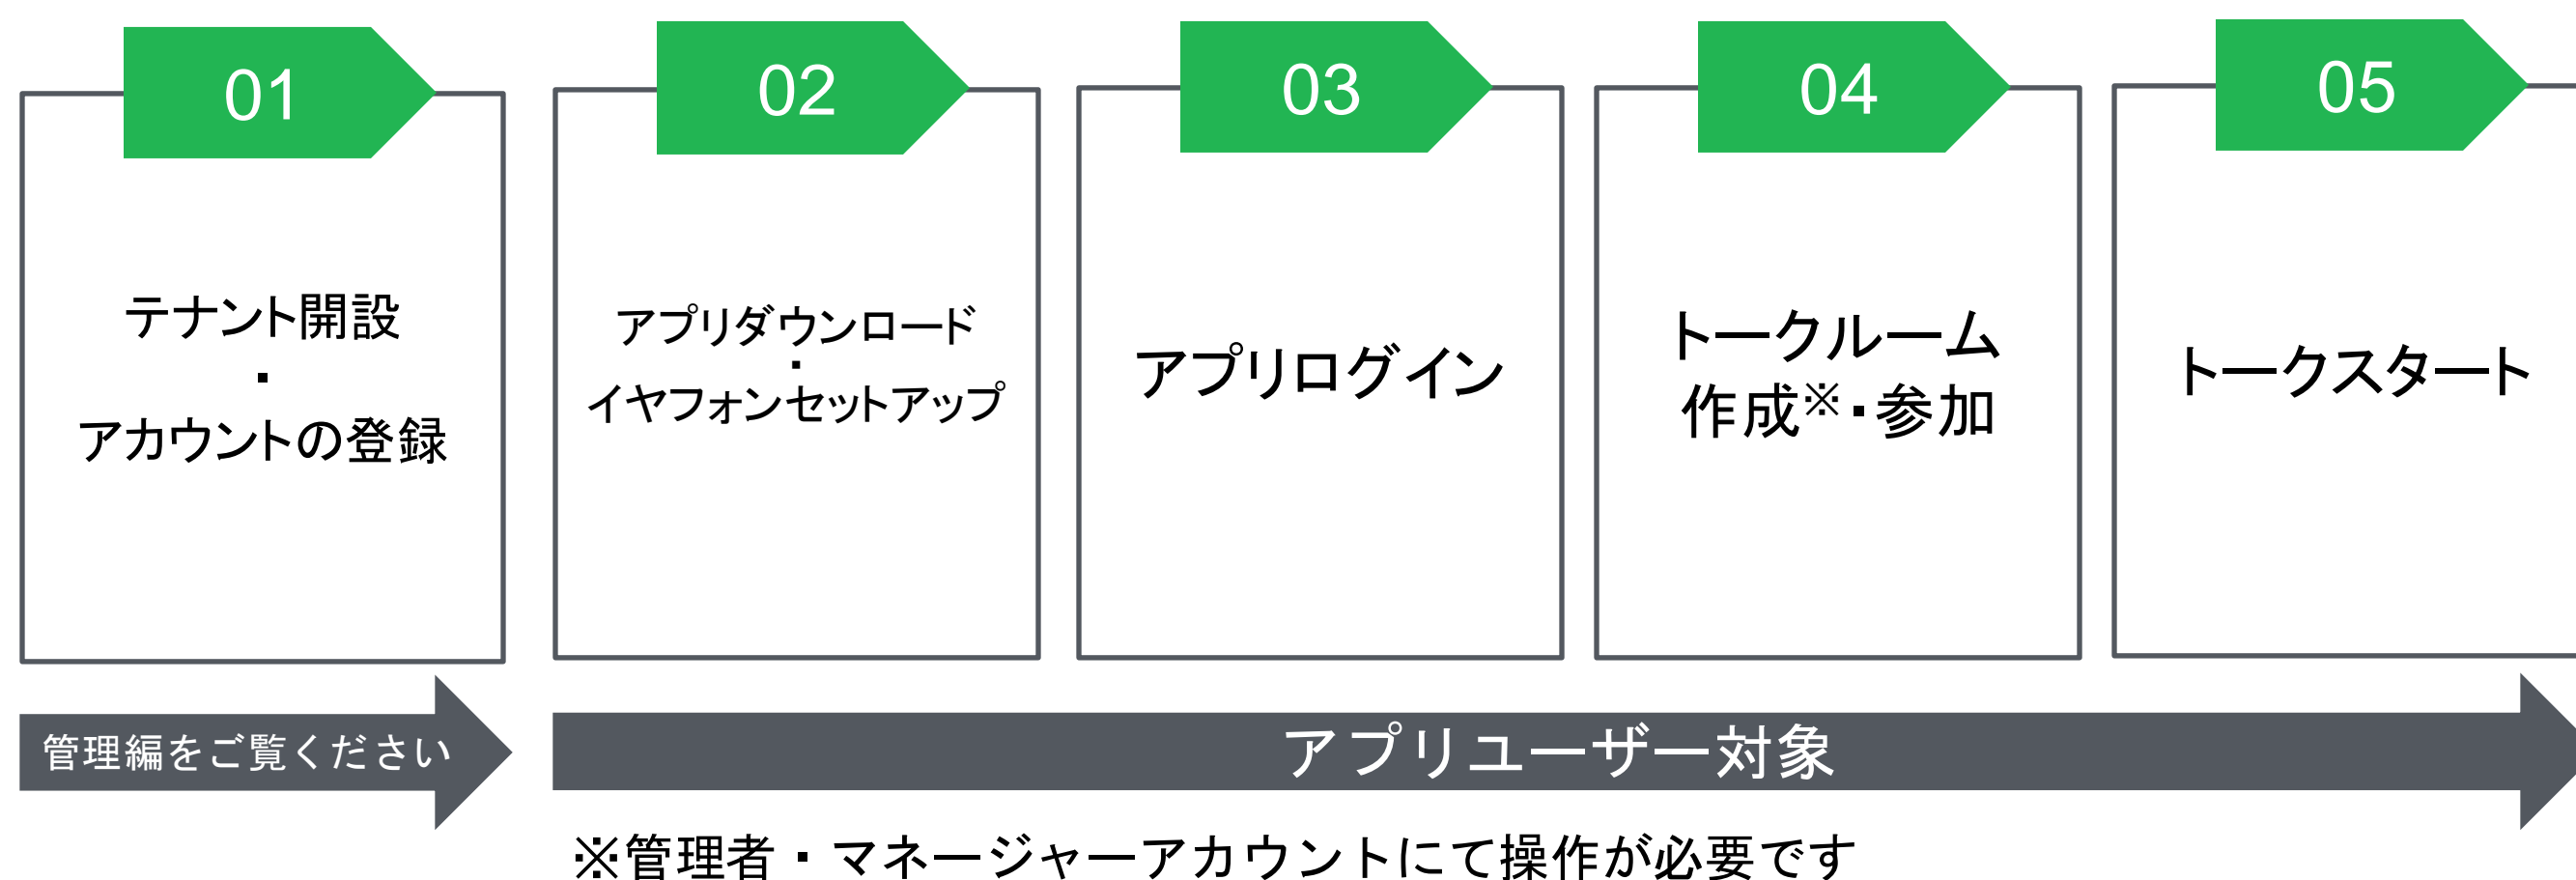 01
テナント開設
・
アカウントの登録
02
アプリダウンロード
・
イヤフォンセットアップ
03
アプリログイン
04
トークルーム
作成※・参加
05
トークスタート
管理編をご覧ください
アプリユーザー対象
※管理者・マネージャーアカウントにて操作が必要です